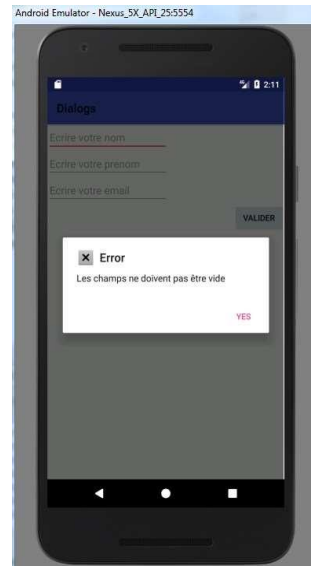 Android Emulator - Nexus_5X_API_25:5554
2:11
Dialogs
Ecrire votre nom
Ecrire votre prenom
Ecrire votre email
VALIDER
Error
Les champs ne doivent pas être vide
YES